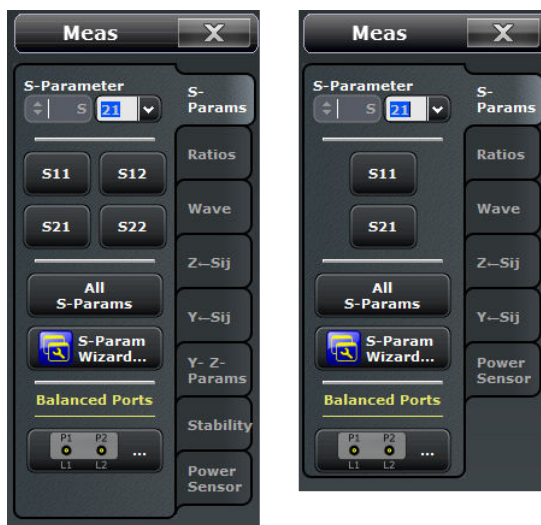 Meas X
S-Parameter
S 21
S11 S12
S21 S22
All
S-Params
S-Param
Wizard...
Balanced Ports
P1 P2
...
L1 L2
S-
Params
Ratios
Wave
Z←Sij
Y←Sij
Y- Z-
Params
Stability
Power
Sensor
Meas X
S-Parameter
S 21
S11
S21
All
S-Params
S-Param
Wizard...
Balanced Ports
P1 P2
...
L1 L2
S-
Params
Ratios
Wave
Z←Sij
Y←Sij
Power
Sensor